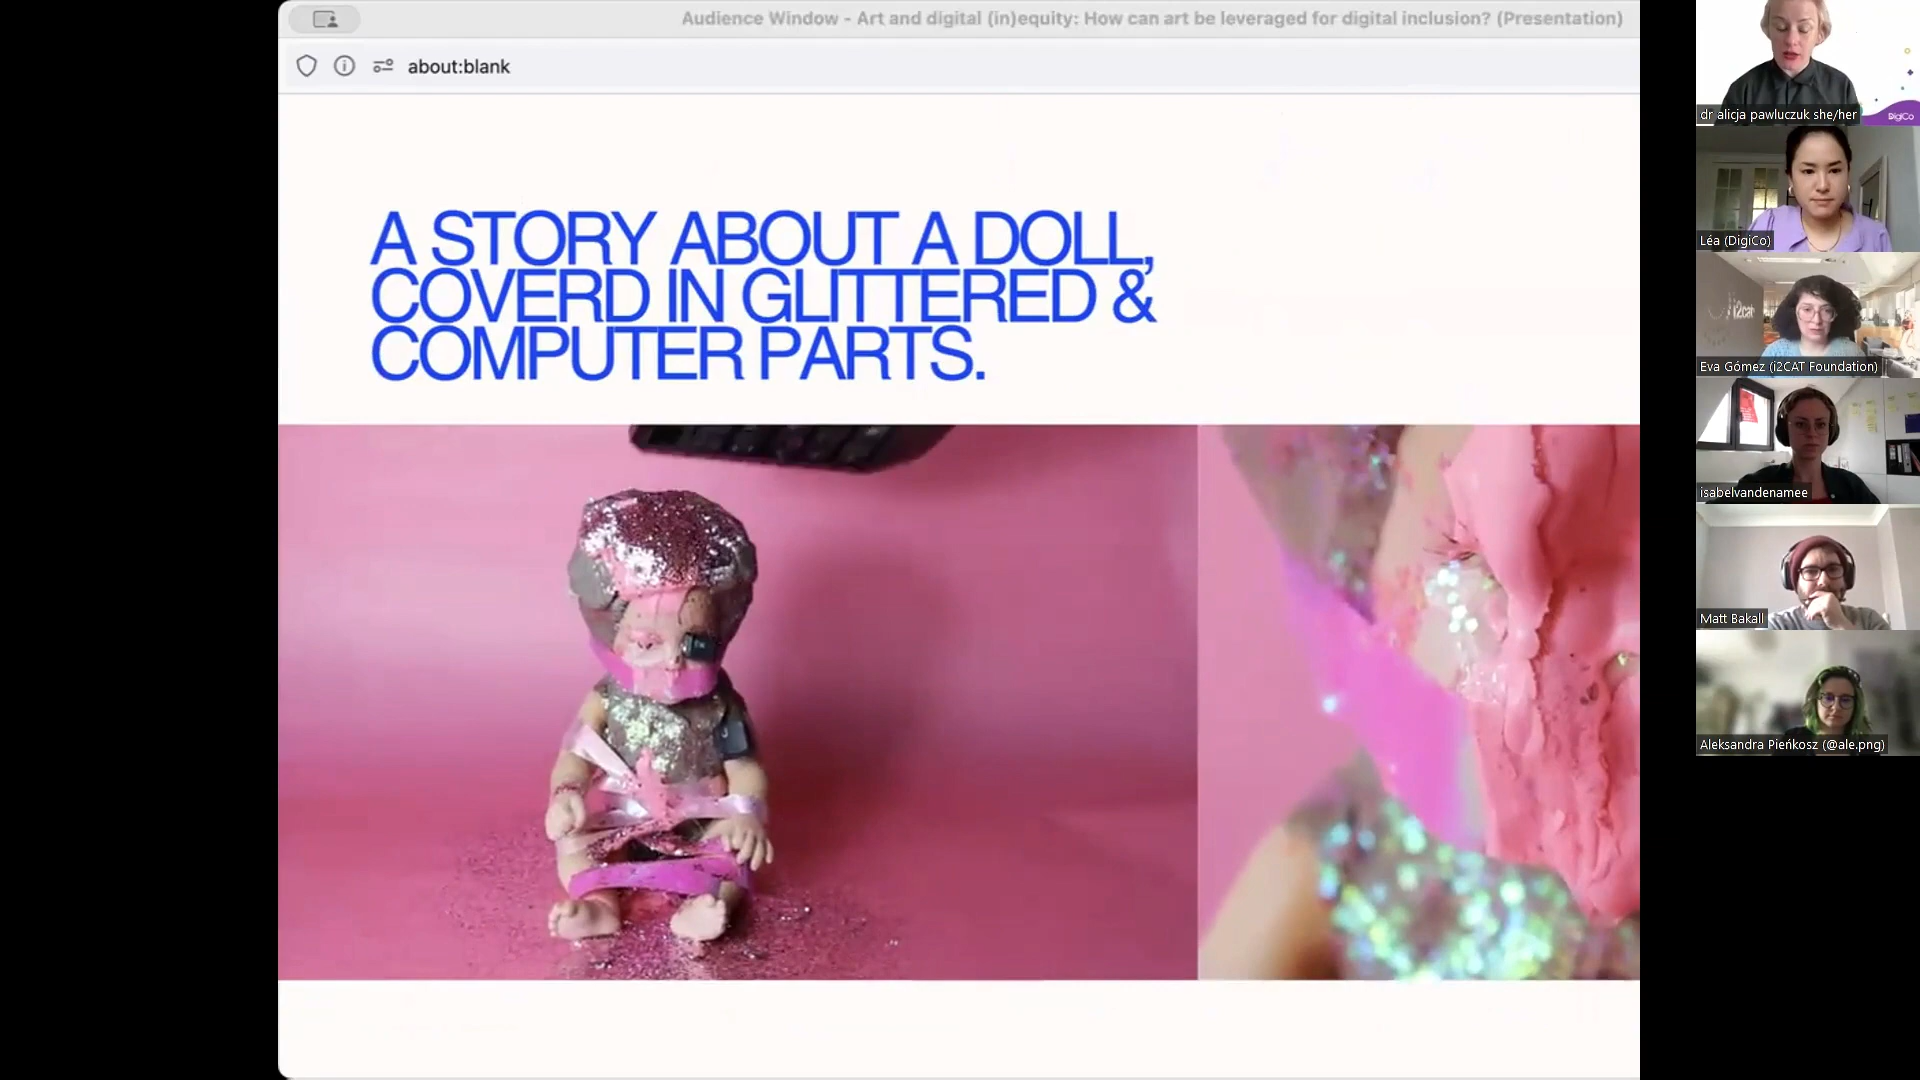 Audience Window - Art and digital (in)equity: How can art be leveraged for digital inclusion? (Presentation)
about:blank
A STORY ABOUT A DOLL,
COVERD IN GLITTERED &
COMPUTER PARTS.
dr alicja pawluczuk she/her
DigiCo
Léa (DigiCo)
i2cat
Eva Gómez (i2CAT Foundation)
isabelvandenamee
Matt Bakall
Aleksandra Pieńkosz (@ale.png)